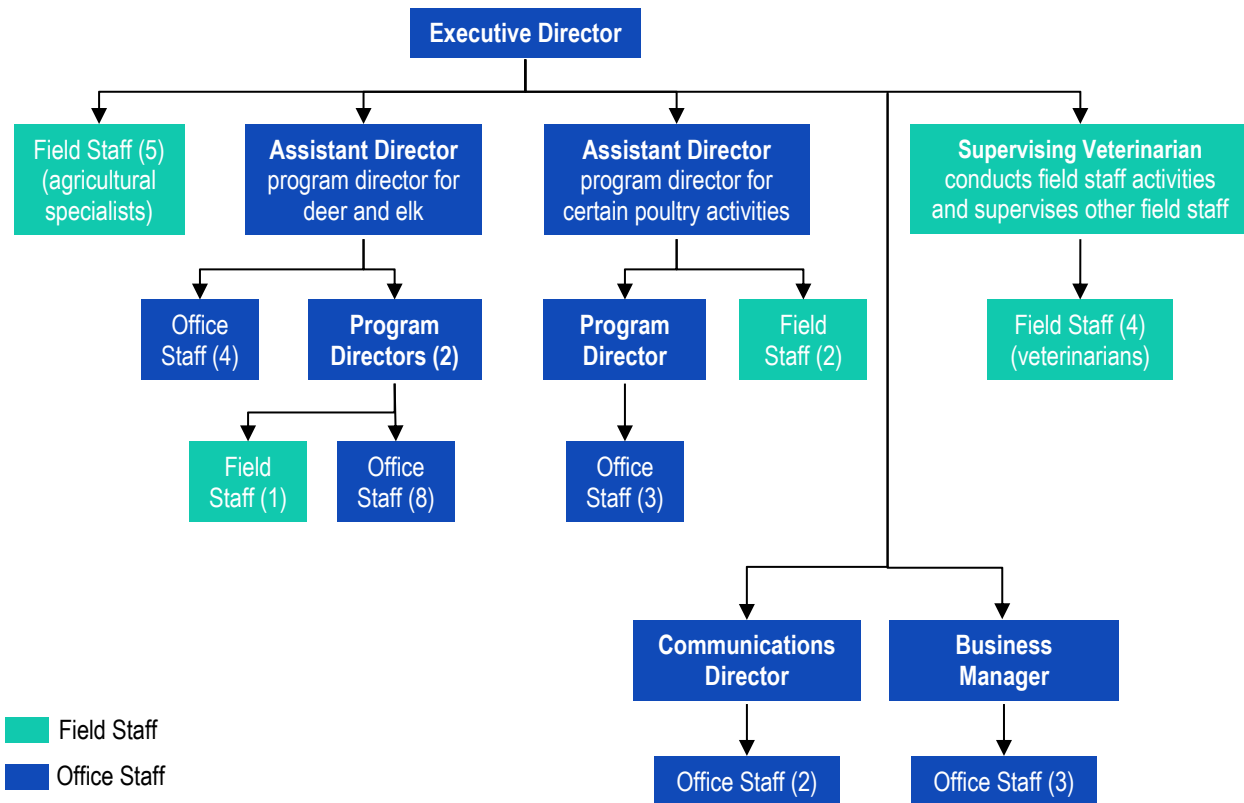 Executive Director
Field Staff (5)
(agricultural
specialists)
Assistant Director
program director for
deer and elk
Assistant Director
program director for
certain poultry activities
Supervising Veterinarian
conducts field staff activities
and supervises other field staff
Office
Staff (4)
Program
Directors (2)
Program
Director
Field
Staff (2)
Field Staff (4)
(veterinarians)
Field
Staff (1)
Office
Staff (8)
Office
Staff (3)
Communications
Director
Business
Manager
Office Staff (2)
Office Staff (3)
Field Staff
Office Staff